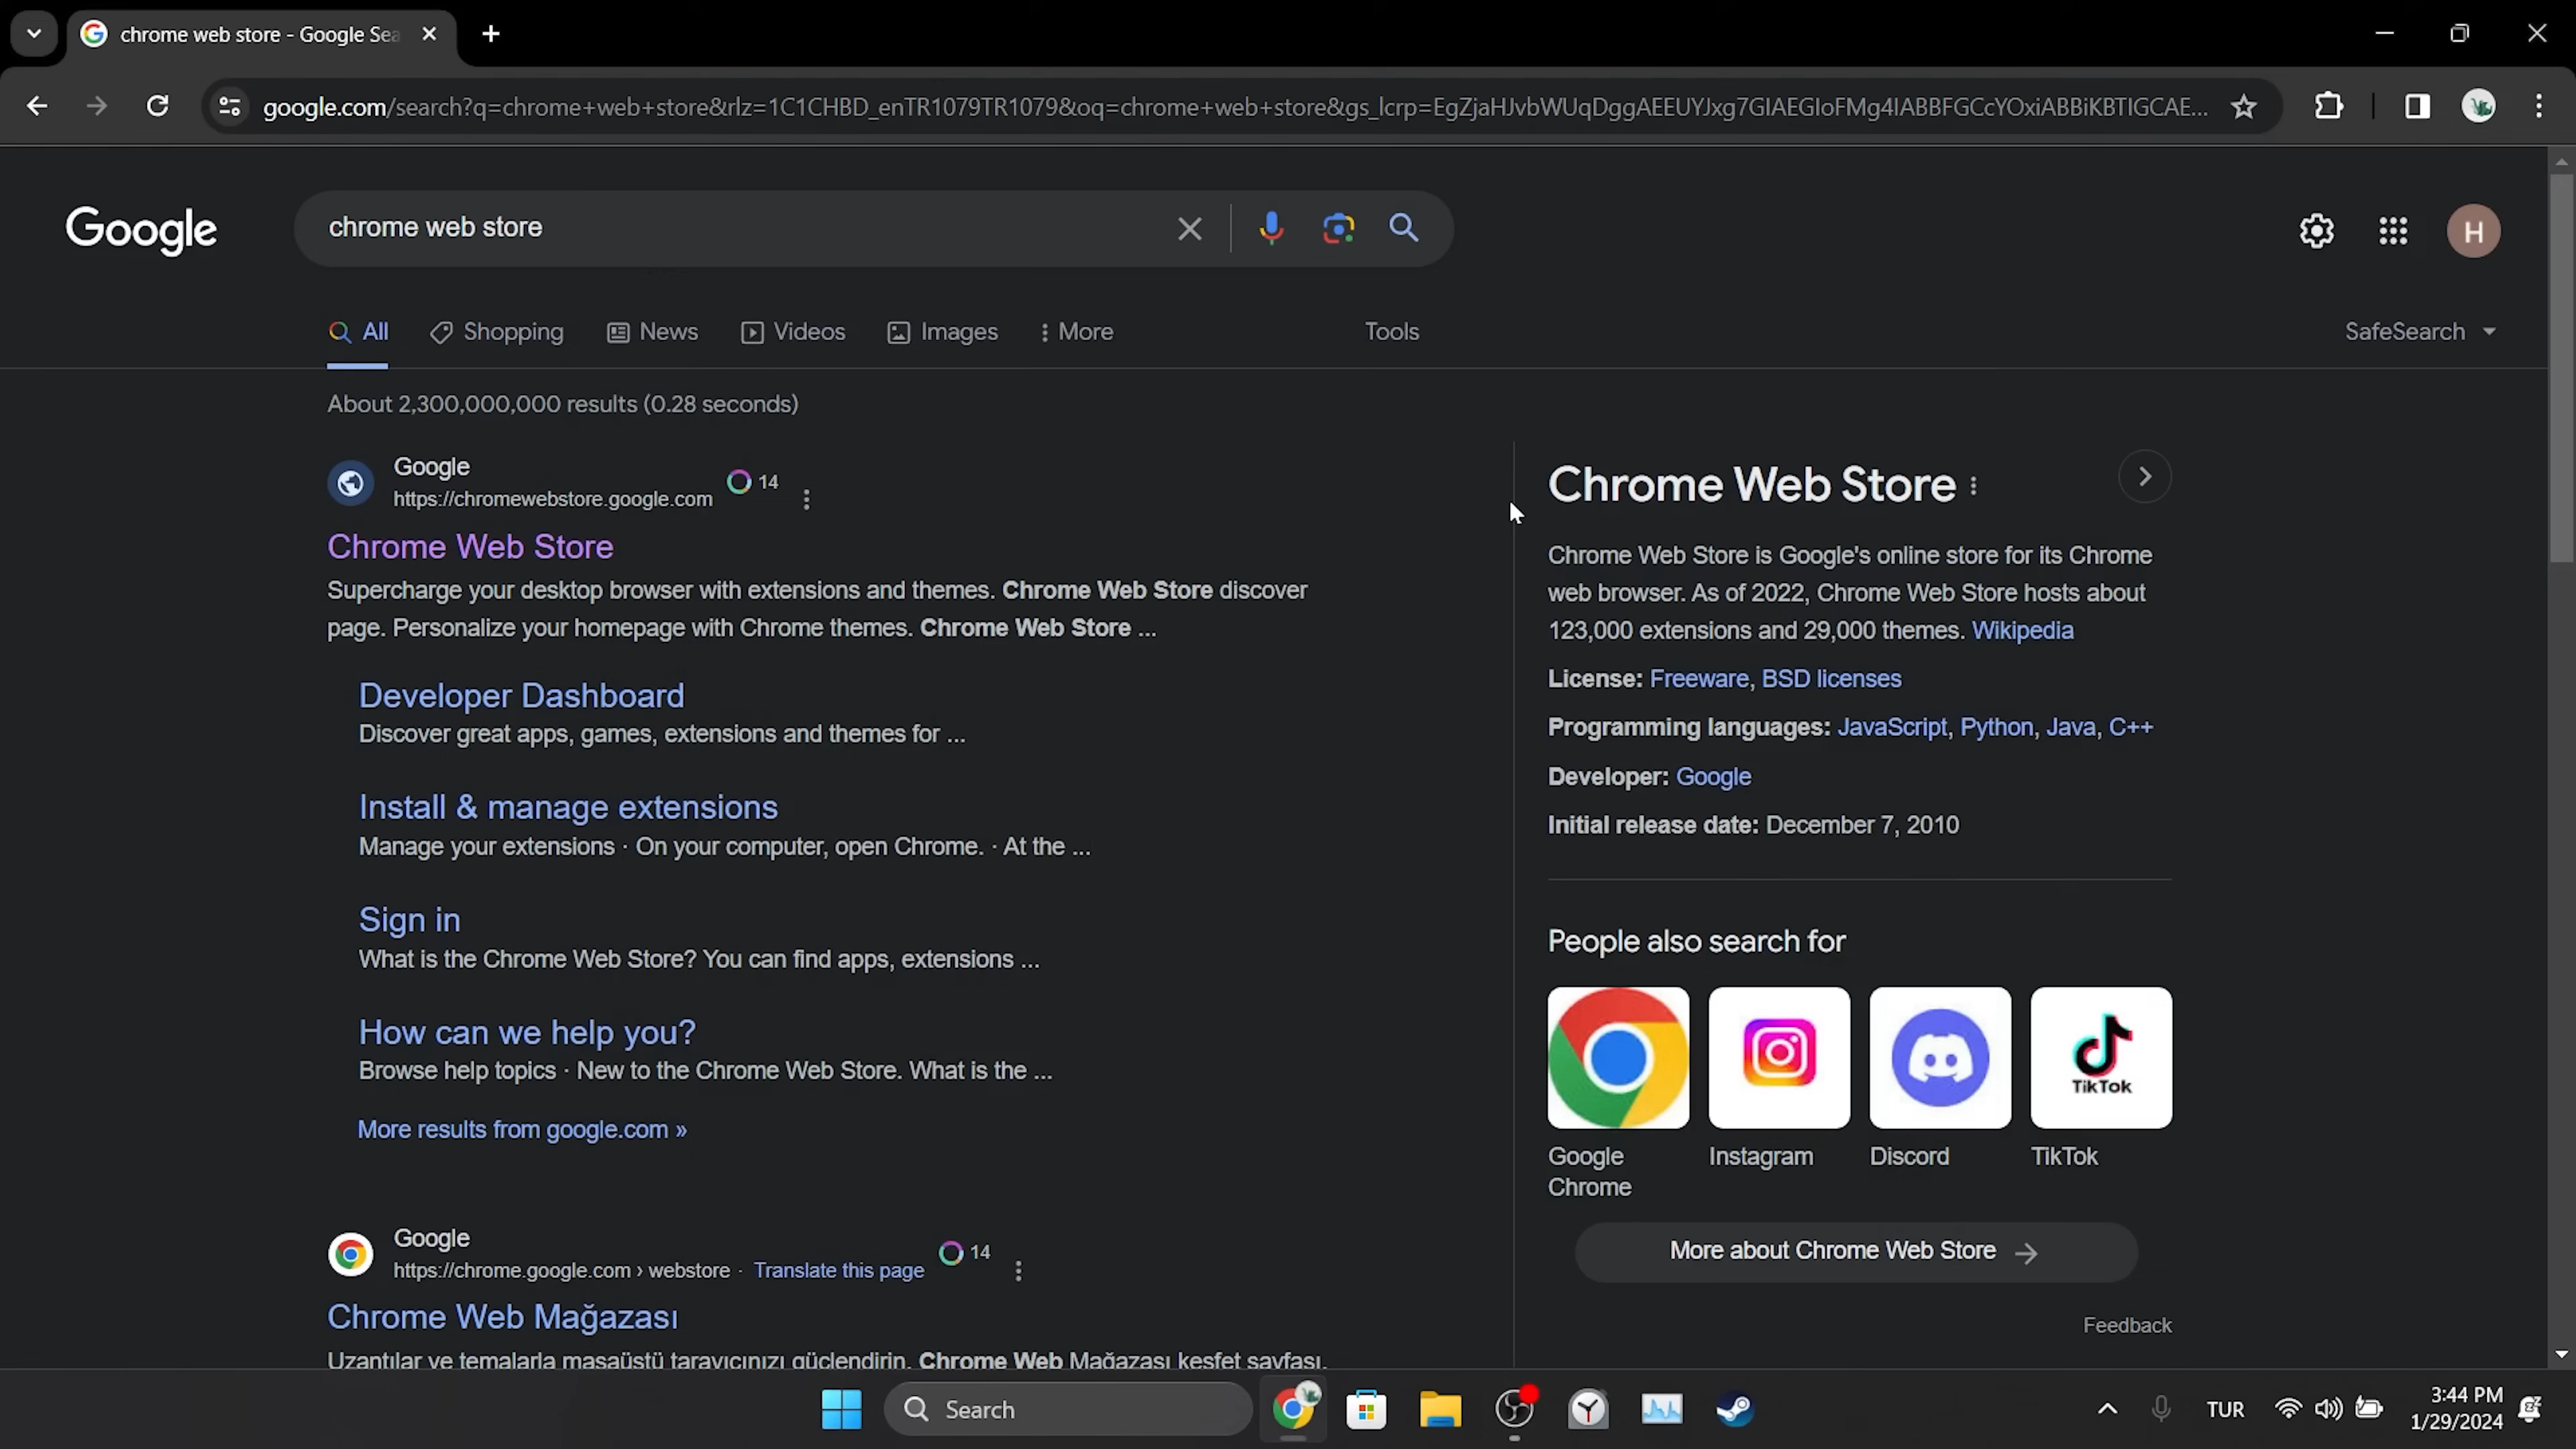 chrome web store - Google Sea
google.com/search?q=chrome+web+store&rlz=1C1CHBD_enTR1079TR1079&oq=chrome+web+store&gs_lcrp=EgZjaHJvbWUqDggAEEUYJxg7GIAEGIoFMg4IABBFGCcYOxiABBiKBTIGCAE...
Google
chrome web store
H
All
Shopping
News
Videos
Images
More
Tools
SafeSearch
About 2,300,000,000 results (0.28 seconds)
Google
https://chromewebstore.google.com
14
Chrome Web Store
Supercharge your desktop browser with extensions and themes. Chrome Web Store discover
page. Personalize your homepage with Chrome themes. Chrome Web Store ...
Developer Dashboard
Discover great apps, games, extensions and themes for ...
Install & manage extensions
Manage your extensions · On your computer, open Chrome. · At the ...
Sign in
What is the Chrome Web Store? You can find apps, extensions ...
How can we help you?
Browse help topics · New to the Chrome Web Store. What is the ...
More results from google.com »
Google
https://chrome.google.com › webstore · Translate this page
14
Chrome Web Mağazası
Uzantılar ve temalarla masaüstü tarayıcınızı güçlendirin. Chrome Web Mağazası keşfet sayfası.
Chrome Web Store
Chrome Web Store is Google's online store for its Chrome
web browser. As of 2022, Chrome Web Store hosts about
123,000 extensions and 29,000 themes. Wikipedia
License: Freeware, BSD licenses
Programming languages: JavaScript, Python, Java, C++
Developer: Google
Initial release date: December 7, 2010
People also search for
TikTok
Google
Chrome
Instagram
Discord
TikTok
More about Chrome Web Store
Feedback
Search
TUR
3:44 PM
1/29/2024